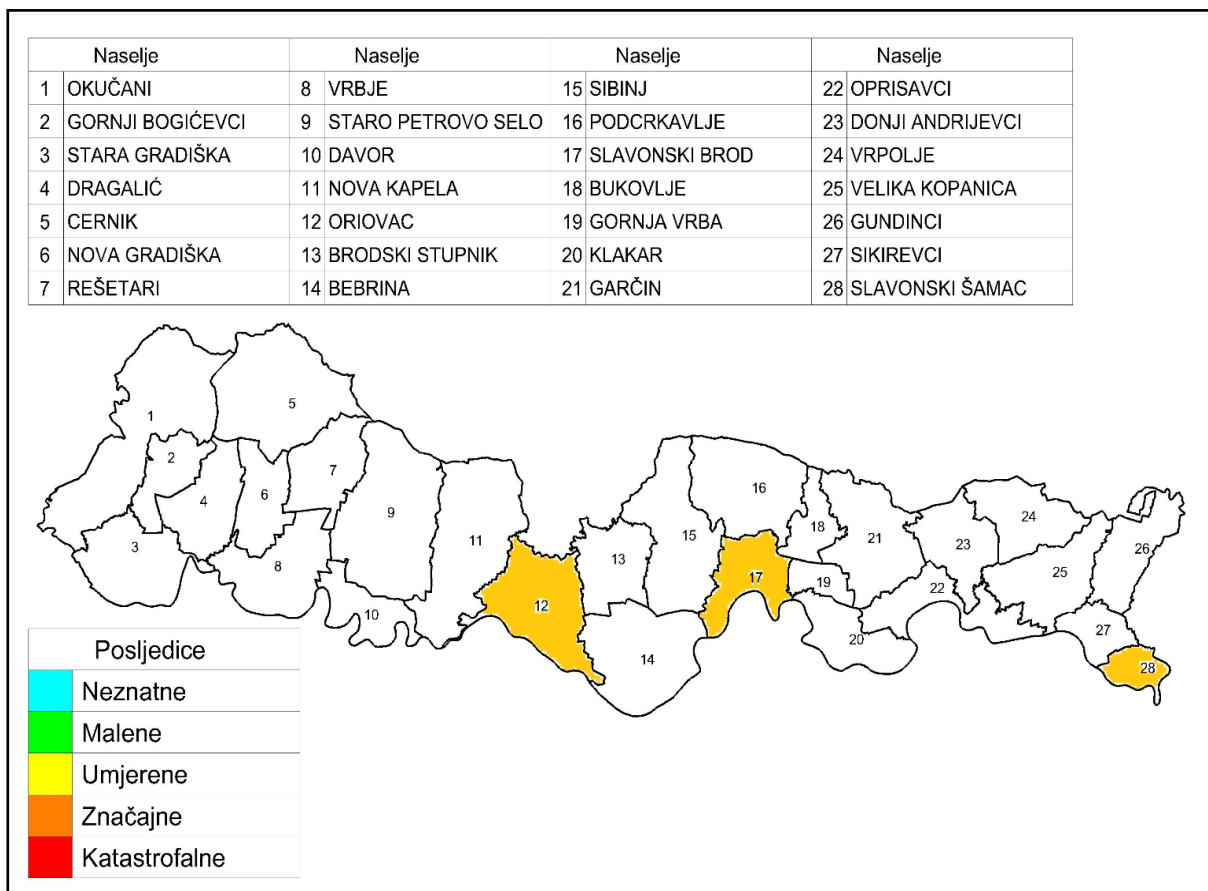 Naselje Naselje Naselje Naselje
1 OKUČANI 8 VRBJE 15 SIBINJ 22 OPRISAVCI
2 GORNJI BOGIĆEVCI 9 STARO PETROVO SELO 16 PODCRKAVLJE 23 DONJI ANDRIJEVCI
3 STARA GRADIŠKA 10 DAVOR 17 SLAVONSKI BROD 24 VRPOLJE
4 DRAGALIĆ 11 NOVA KAPELA 18 BUKOVLJE 25 VELIKA KOPANICA
5 CERNIK 12 ORIOVAC 19 GORNJA VRBA 26 GUNDINCI
6 NOVA GRADIŠKA 13 BRODSKI STUPNIK 20 KLAKAR 27 SIKIREVCI
7 REŠETARI 14 BEBRINA 21 GARČIN 28 SLAVONSKI ŠAMAC
1
5
2
7
4
6
3
8
9
10
11
12
13
14
15
16
17
18
19
20
21
22
23
24
25
26
27
28
Posljedice
Neznatne
Malene
Umjerene
Značajne
Katastrofalne